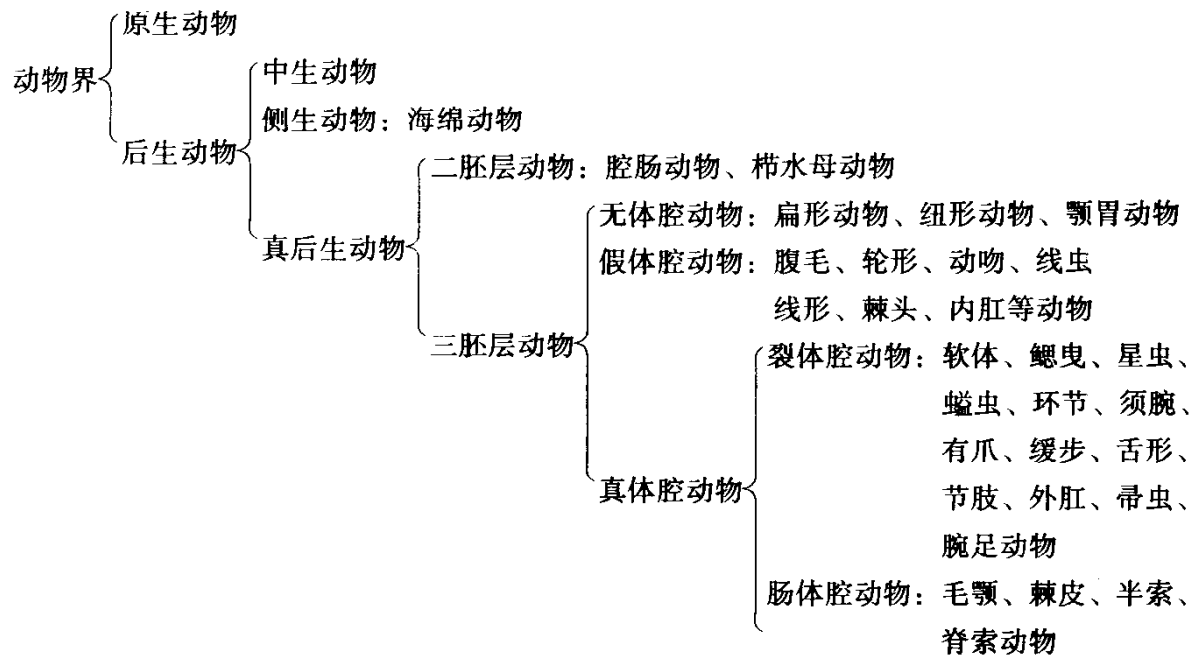 原生动物
动物界
中生动物
侧生动物：海绵动物
后生动物
二胚层动物：腔肠动物、栉水母动物
无体腔动物：扁形动物、纽形动物、颚胃动物
真后生动物
假体腔动物：腹毛、轮形、动吻、线虫
线形、棘头、内肛等动物
三胚层动物
裂体腔动物：软体、鳃曳、星虫、
螠虫、环节、须腕、
有爪、缓步、舌形、
真体腔动物
节肢、外肛、帚虫、
腕足动物
肠体腔动物：毛颚、棘皮、半索、
脊索动物